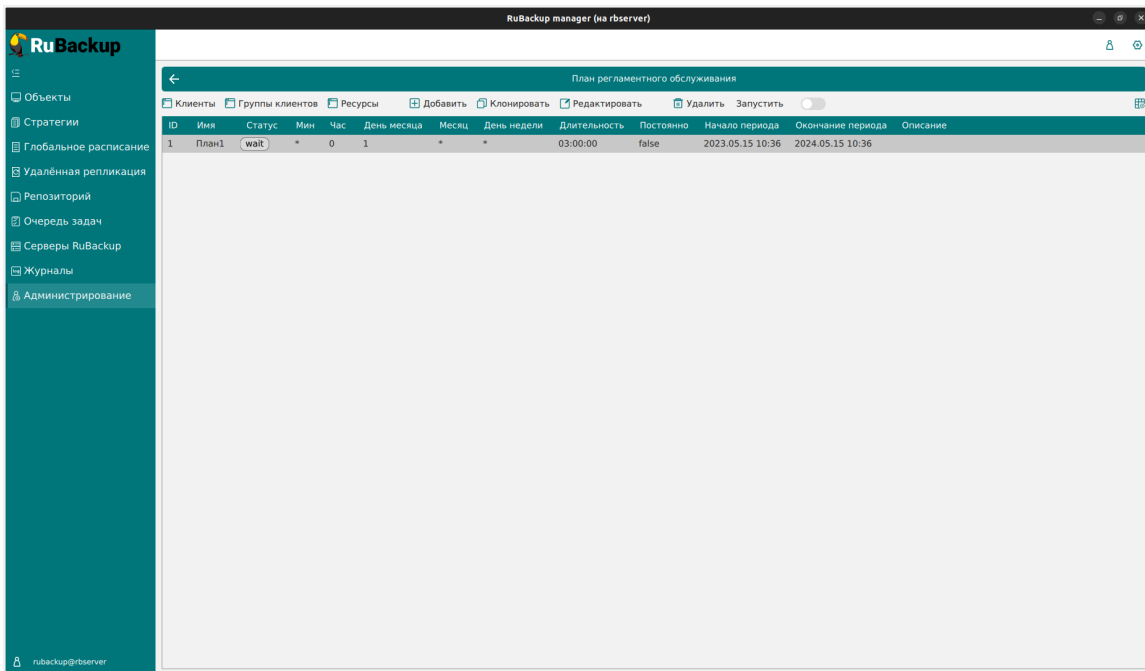 RuBackup manager (на rbserver)
RuBackup
План регламентного обслуживания
Объекты
Стратегии
Глобальное расписание
Удалённая репликация
Репозиторий
Очередь задач
Серверы RuBackup
Журналы
Администрирование
Клиенты Группы клиентов Ресурсы Добавить Клонировать Редактировать Удалить Запустить
ID Имя Статус Мин Час День месяца Месяц День недели Длительность Постоянно Начало периода Окончание периода Описание
1 План1 wait * 0 1 * * 03:00:00 false 2023.05.15 10:36 2024.05.15 10:36
rubackup@rbserver